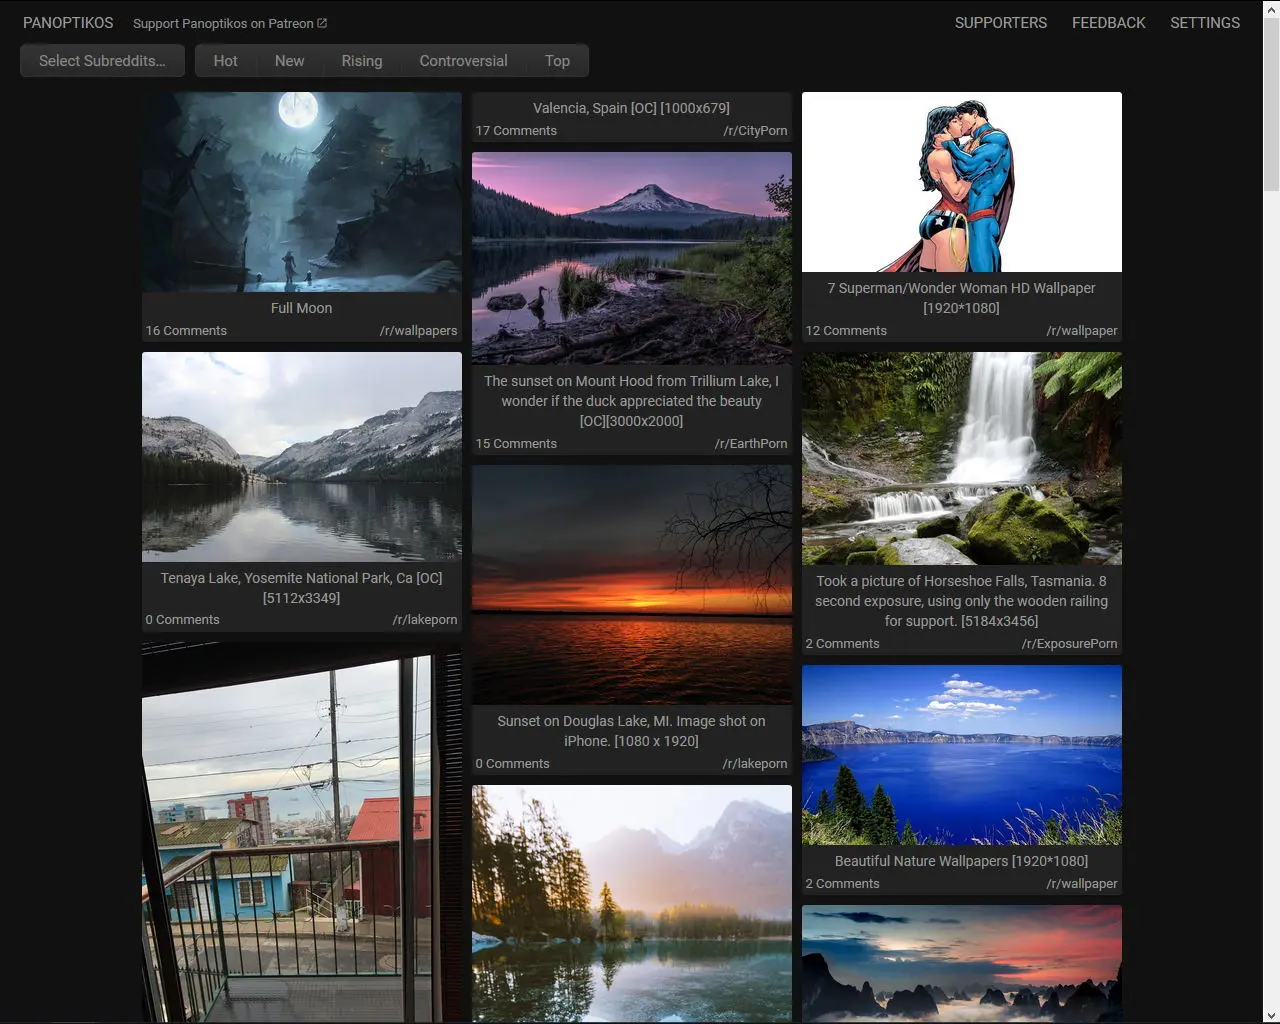 PANOPTIKOS
Support Panoptikos on Patreon
SUPPORTERS
FEEDBACK
SETTINGS
Select Subreddits...
Hot
New
Rising
Controversial
Top
Full Moon
16 Comments
/r/wallpapers
Tenaya Lake, Yosemite National Park, Ca [OC]
[5112x3349]
0 Comments
/r/lakeporn
Valencia, Spain [OC] [1000x679]
17 Comments
/r/CityPorn
The sunset on Mount Hood from Trillium Lake, I
wonder if the duck appreciated the beauty
[OC][3000x2000]
15 Comments
/r/EarthPorn
Sunset on Douglas Lake, MI. Image shot on
iPhone. [1080 x 1920]
0 Comments
/r/lakeporn
7 Superman/Wonder Woman HD Wallpaper
[1920*1080]
12 Comments
/r/wallpaper
Took a picture of Horseshoe Falls, Tasmania. 8
second exposure, using only the wooden railing
for support. [5184x3456]
2 Comments
/r/ExposurePorn
Beautiful Nature Wallpapers [1920*1080]
2 Comments
/r/wallpaper